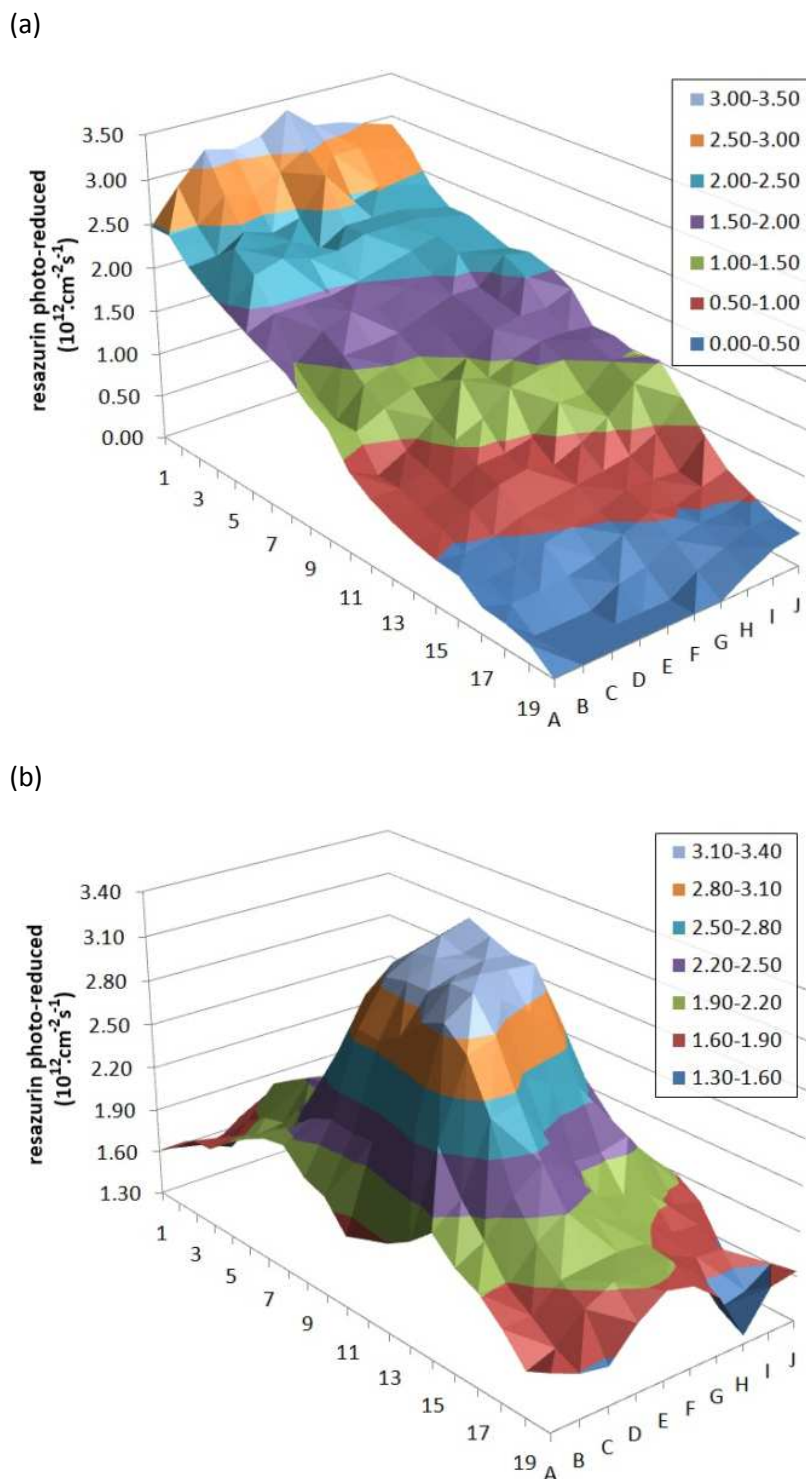 (a)
3.50
3.00
2.50
2.00
1.50
1.00
0.50
0.00
resazurin photo-reduced
(10¹².cm⁻²s⁻¹)
1
3
5
7
9
11
13
15
17
19
A
B
C
D
E
F
G
H
I
J
3.00-3.50
2.50-3.00
2.00-2.50
1.50-2.00
1.00-1.50
0.50-1.00
0.00-0.50
(b)
3.40
3.10
2.80
2.50
2.20
1.90
1.60
1.30
resazurin photo-reduced
(10¹².cm⁻²s⁻¹)
1
3
5
7
9
11
13
15
17
19
A
B
C
D
E
F
G
H
I
J
3.10-3.40
2.80-3.10
2.50-2.80
2.20-2.50
1.90-2.20
1.60-1.90
1.30-1.60